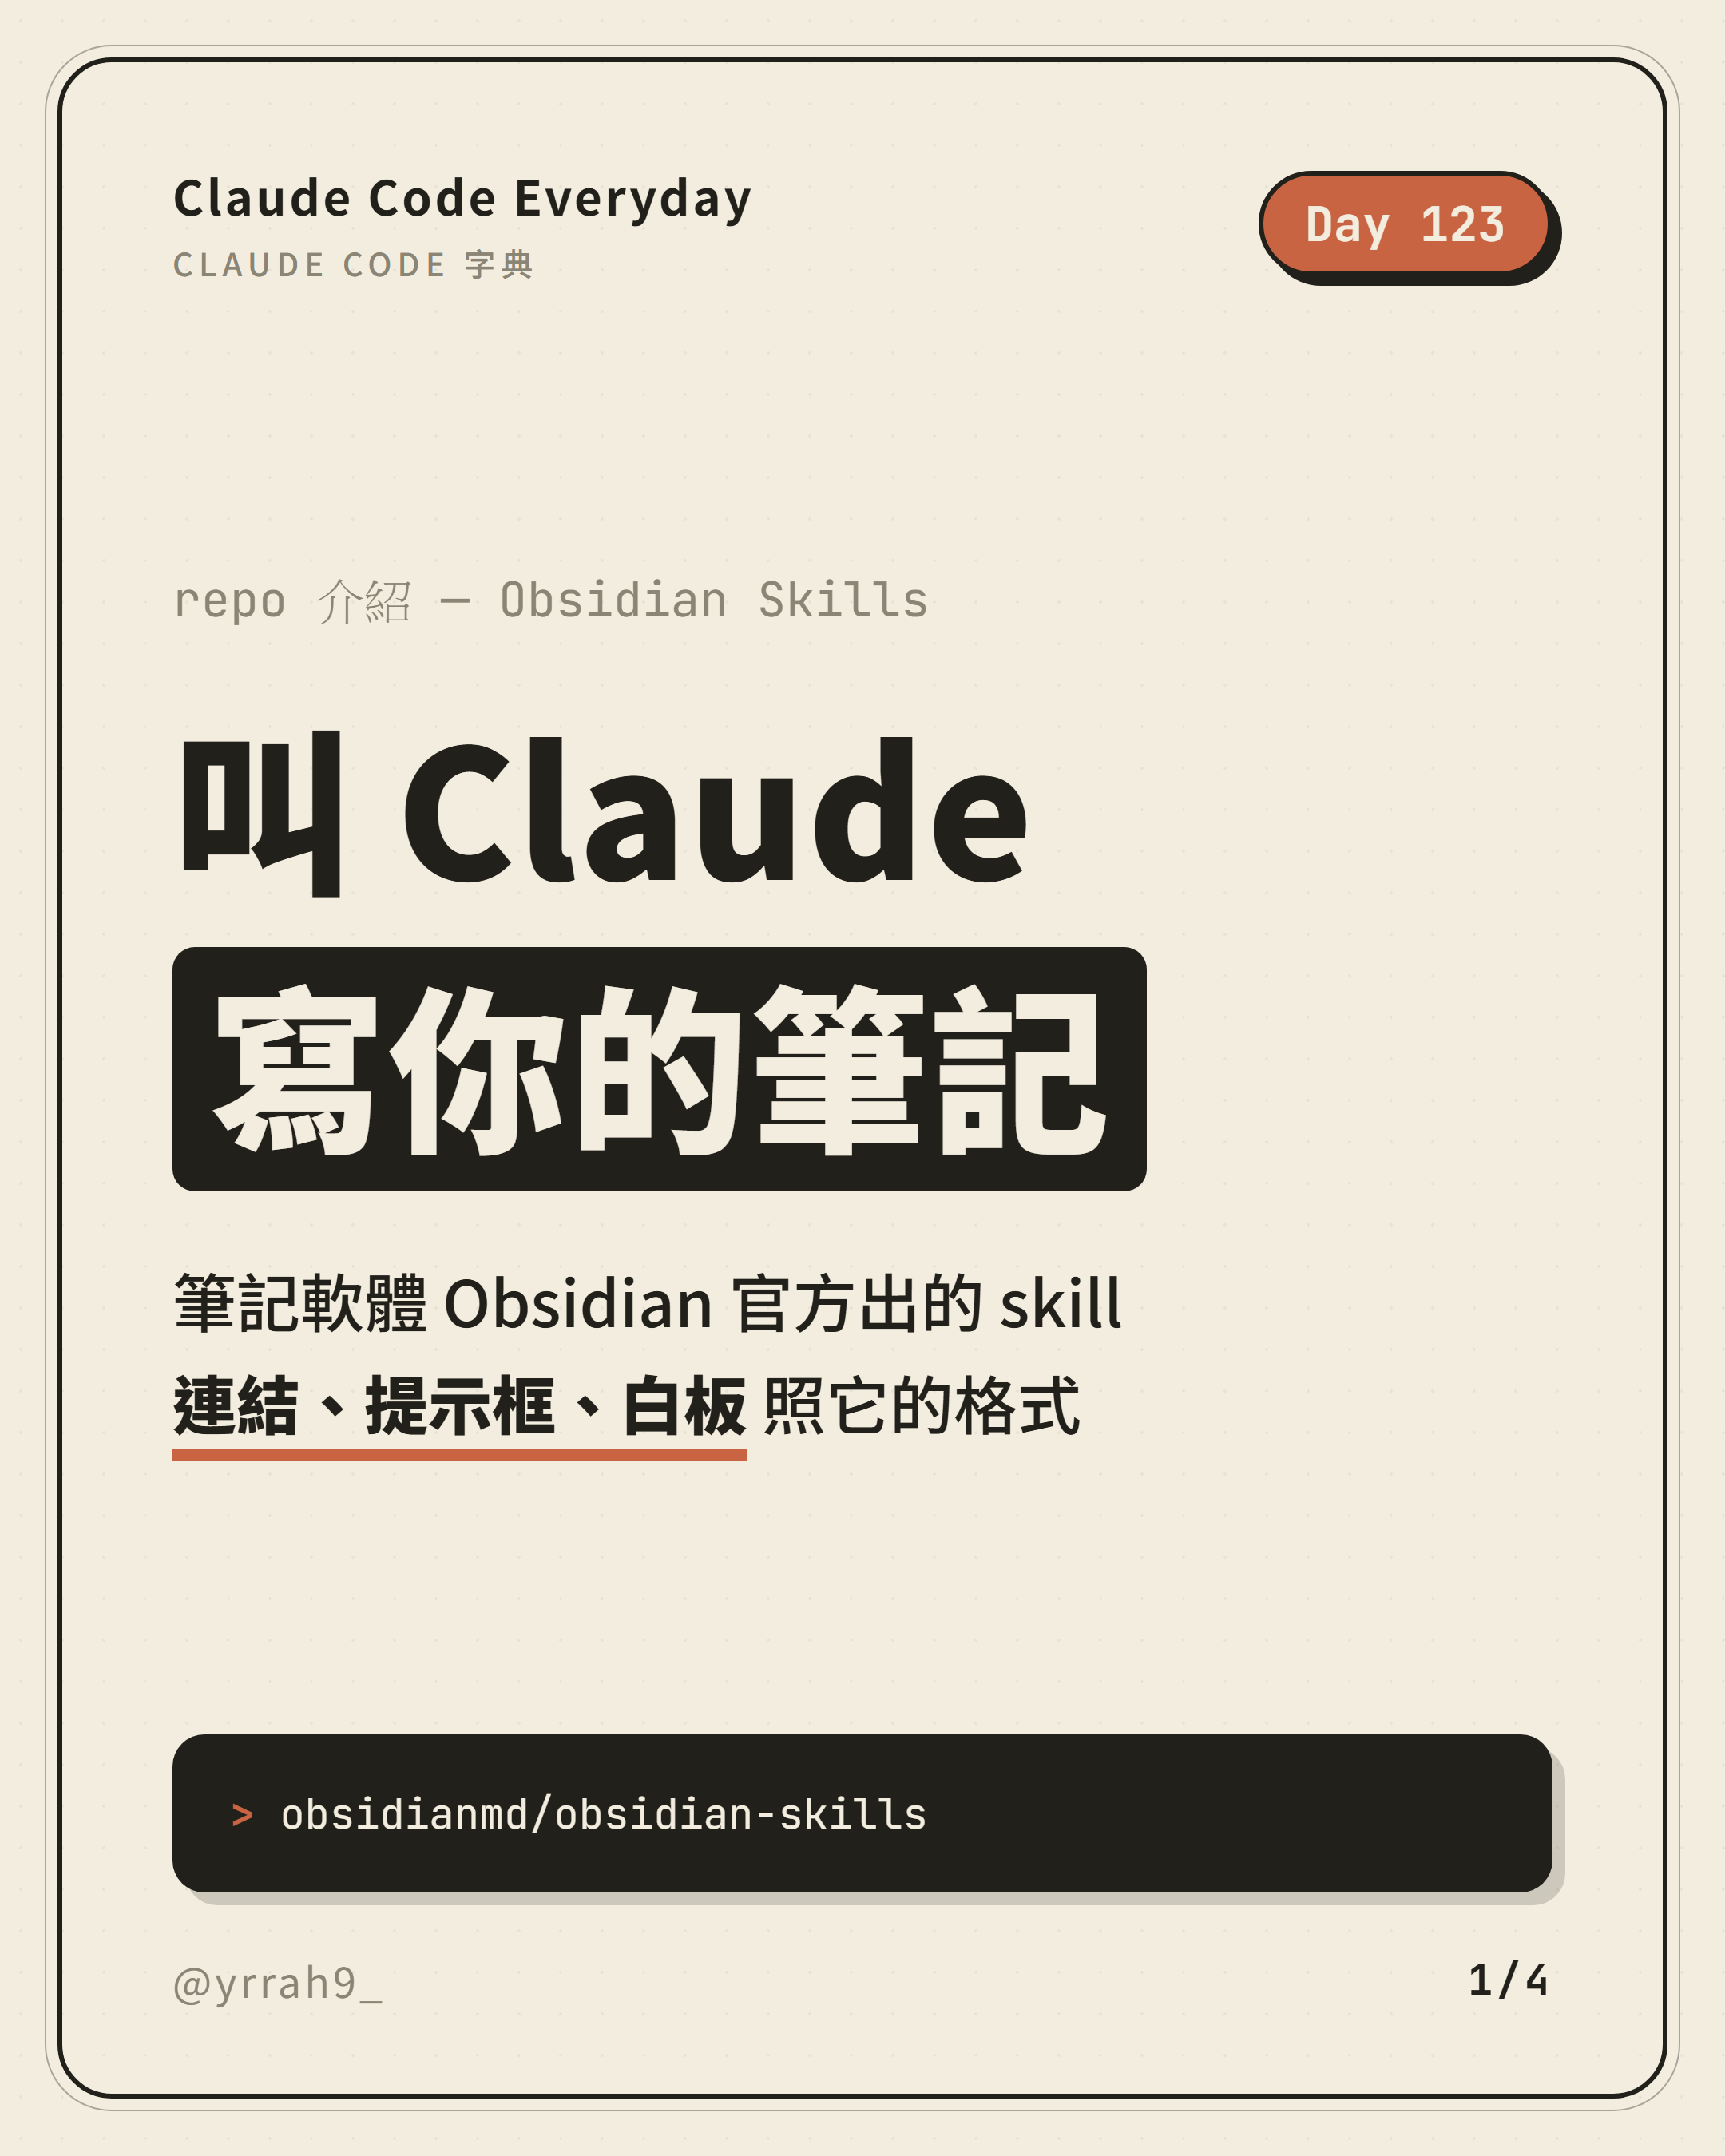 Claude Code Everyday
CLAUDE CODE 字典
Day 123
repo 介紹 — Obsidian Skills
叫 Claude
寫你的筆記
筆記軟體 Obsidian 官方出的 skill
連結、提示框、白板 照它的格式
> obsidianmd/obsidian-skills
@yrrah9_
1/4